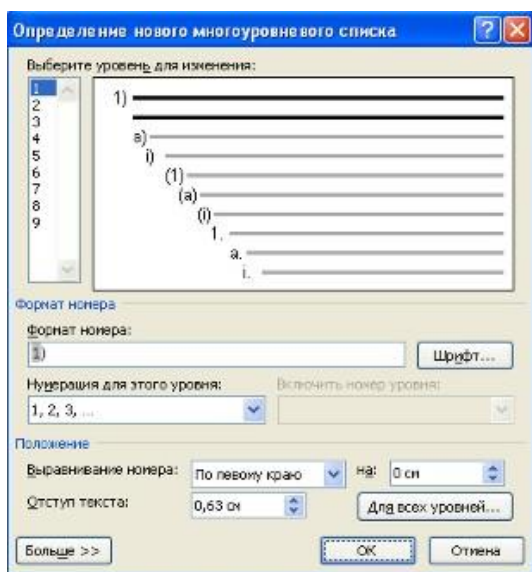 Определение нового многоуровневого списка
Выберите уровень для изменения:
1
2
3
4
5
6
7
8
9
1)
a)
i)
(1)
(a)
(i)
1.
a.
i.
Формат номера
Формат номера:
1)
Шрифт...
Нумерация для этого уровня:
Включить номер уровня:
1, 2, 3, ...
Положение
Выравнивание номера:
По левому краю
на:
0 см
Отступ текста:
0,63 см
Для всех уровней...
Больше >>
ОК
Отмена